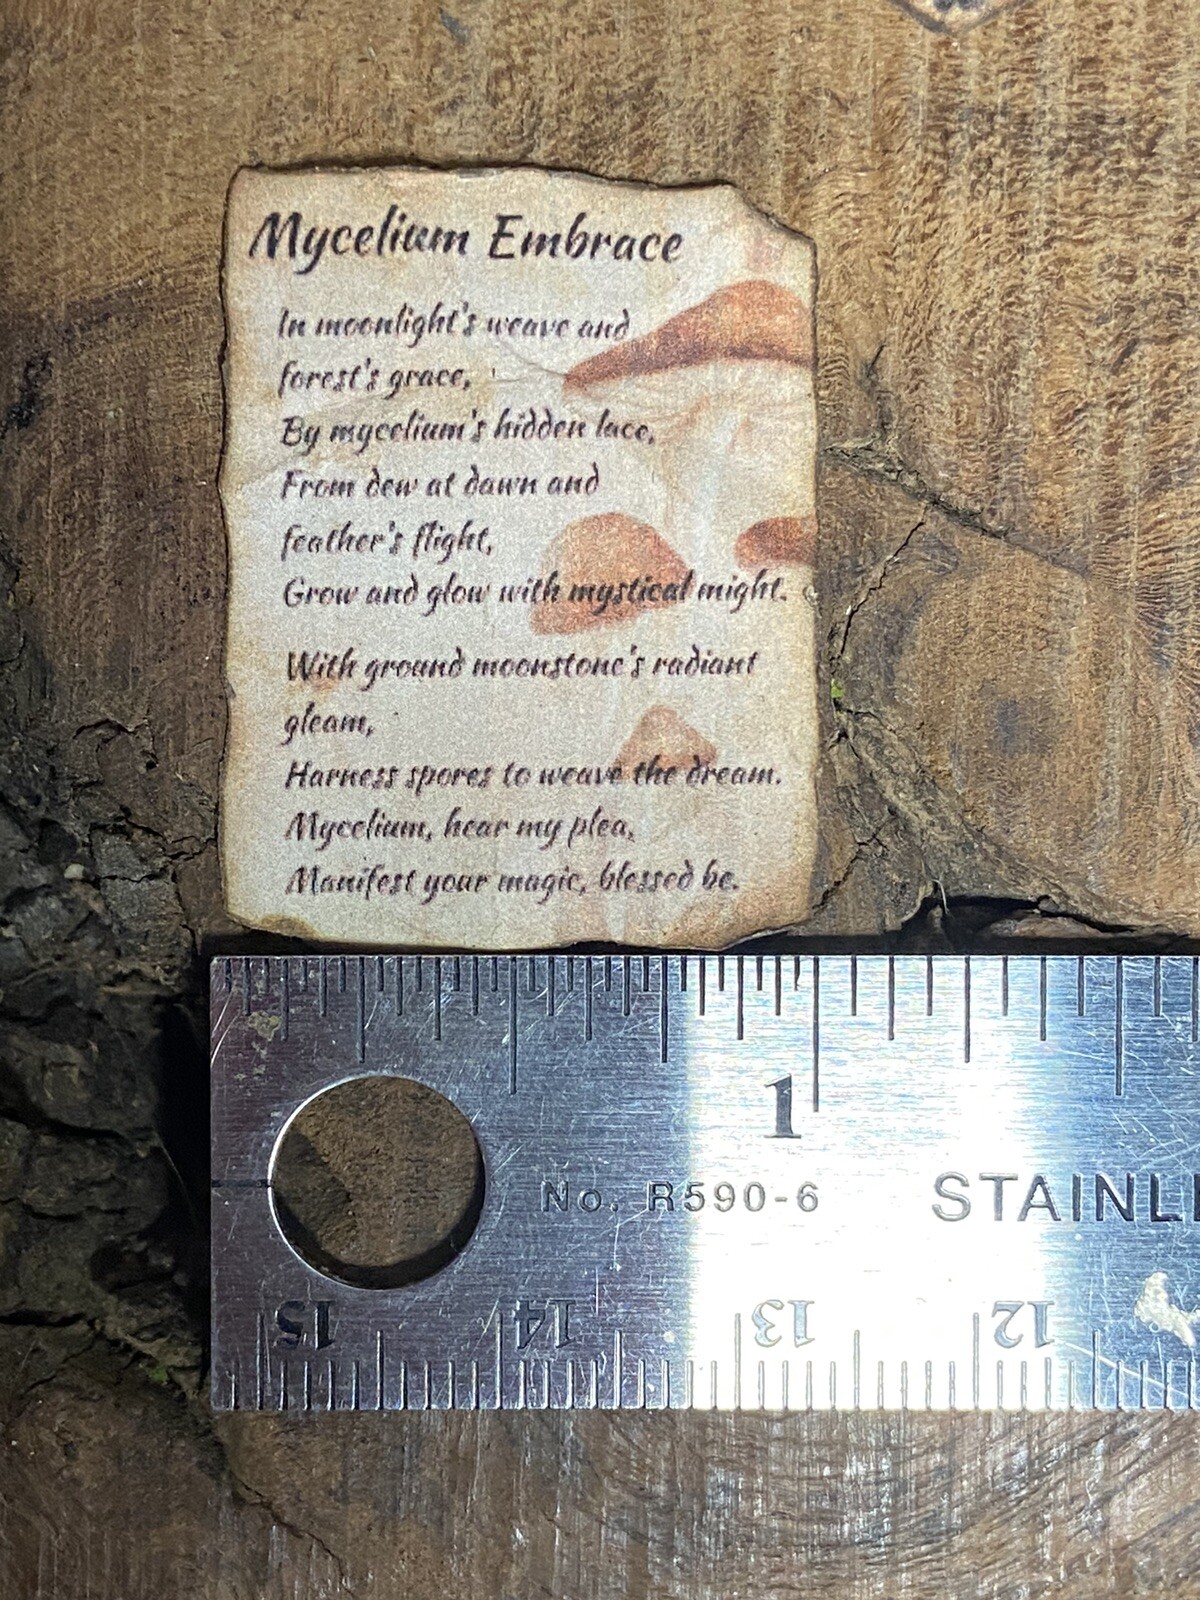 Mycelium Embrace
In moonlight's weave and
forest's grace,
By mycelium's hidden lace,
From dew at dawn and
feather's flight,
Grow and glow with mystical might.
With ground moonstone's radiant
gleam,
Harness spores to weave the dream.
Mycelium, hear my plea,
Manifest your magic, blessed be.
1
No. R590-6 STAINL
15 14 13 12